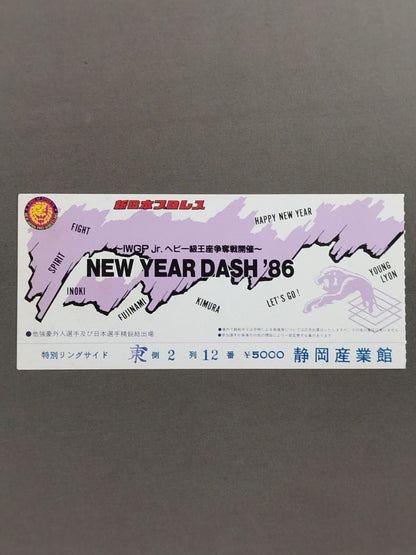 新日本プロレス
FIGHT
HAPPY NEW YEAR
～IWGP Jr.ヘビー級王座争奪戦開催～
SPIRIT
NEW YEAR DASH '86
YOUNG
LYON
INOKI
FUJINAMI
KIMURA
LET'S GO!
●他強豪外人選手及び日本選手精鋭総出場
特別リングサイド 東 側 2 列 12 番 ¥5000 静岡産業館